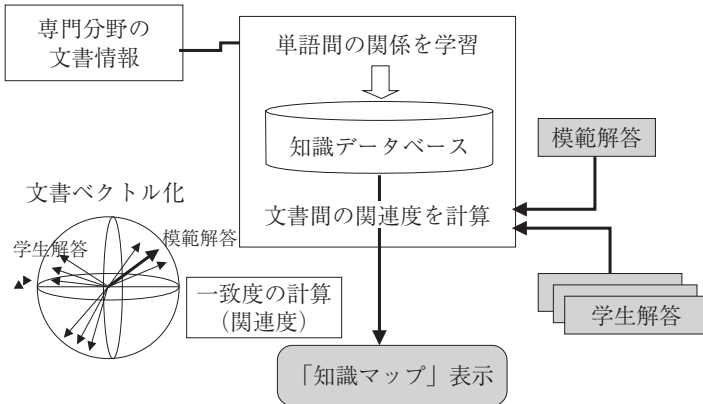 専門分野の
文書情報
単語間の関係を学習
知識データベース
模範解答
文書間の関連度を計算
文書ベクトル化
学生解答
模範解答
一致度の計算
（関連度）
学生解答
「知識マップ」表示